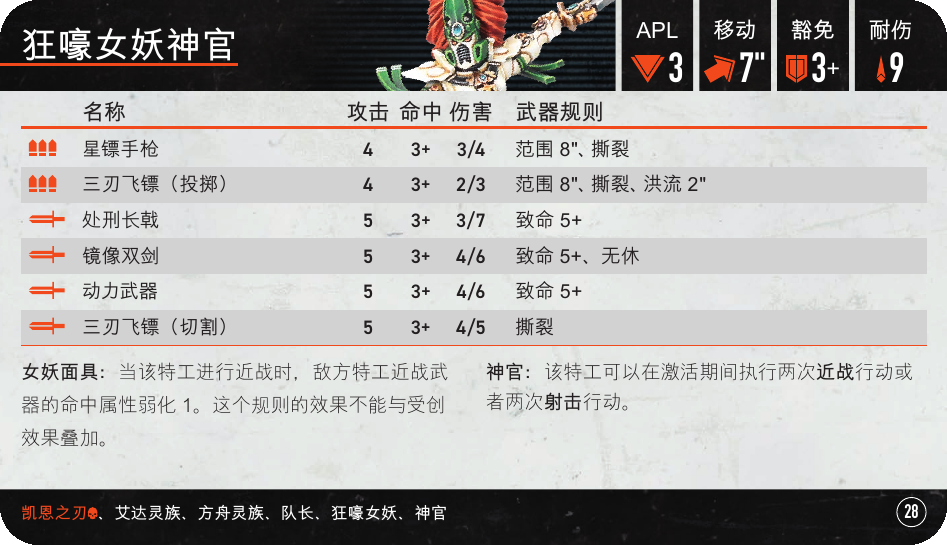 狂嚎女妖神官
APL 移动 豁免 耐伤
3 7" 3+ 9
名称 攻击 命中 伤害 武器规则
星镖手枪 4 3+ 3/4 范围 8"、撕裂
三刃飞镖（投掷） 4 3+ 2/3 范围 8"、撕裂、洪流 2"
处刑长戟 5 3+ 3/7 致命 5+
镜像双剑 5 3+ 4/6 致命 5+、无休
动力武器 5 3+ 4/6 致命 5+
三刃飞镖（切割） 5 3+ 4/5 撕裂
女妖面具：当该特工进行近战时，敌方特工近战武
器的命中属性弱化 1。这个规则的效果不能与受创
效果叠加。
神官：该特工可以在激活期间执行两次近战行动或
者两次射击行动。
凯恩之刃、艾达灵族、方舟灵族、队长、狂嚎女妖、神官
28